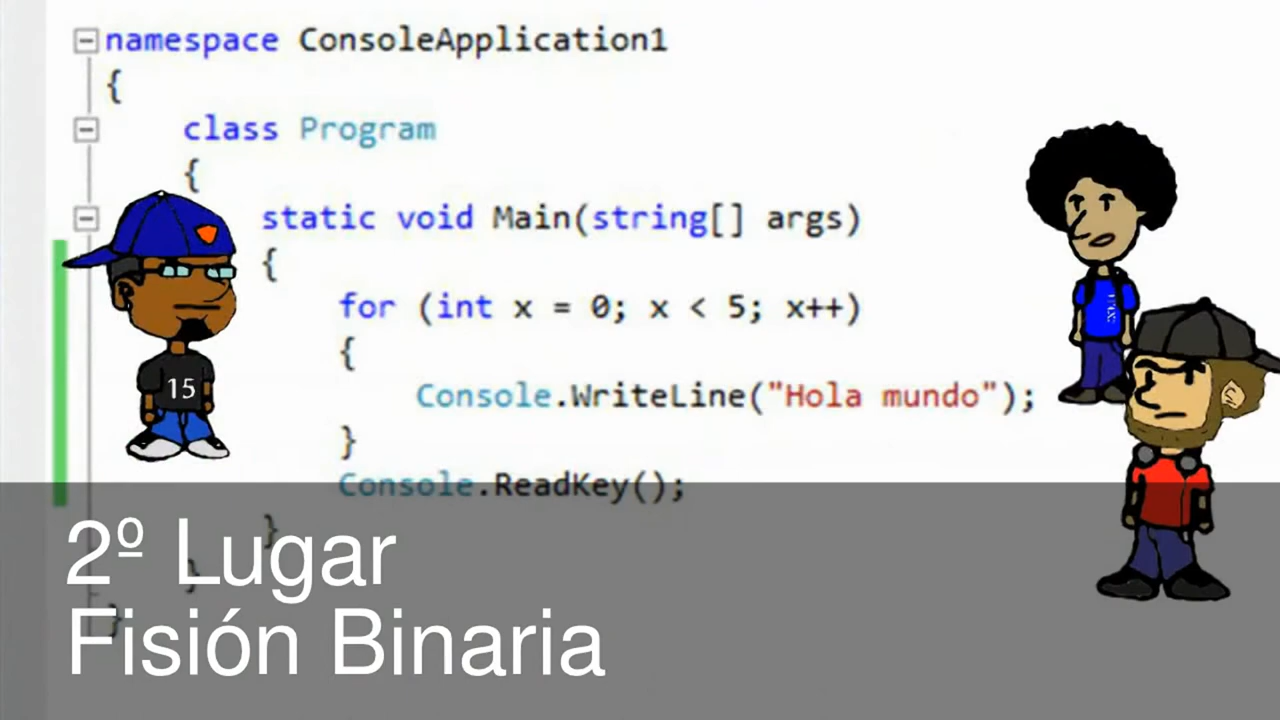 namespace ConsoleApplication1
{
class Program
{
static void Main(string[] args)
{
for (int x = 0; x < 5; x++)
{
Console.WriteLine("Hola mundo");
}
Console.ReadKey();
}
}
}
15
2º Lugar
Fisión Binaria